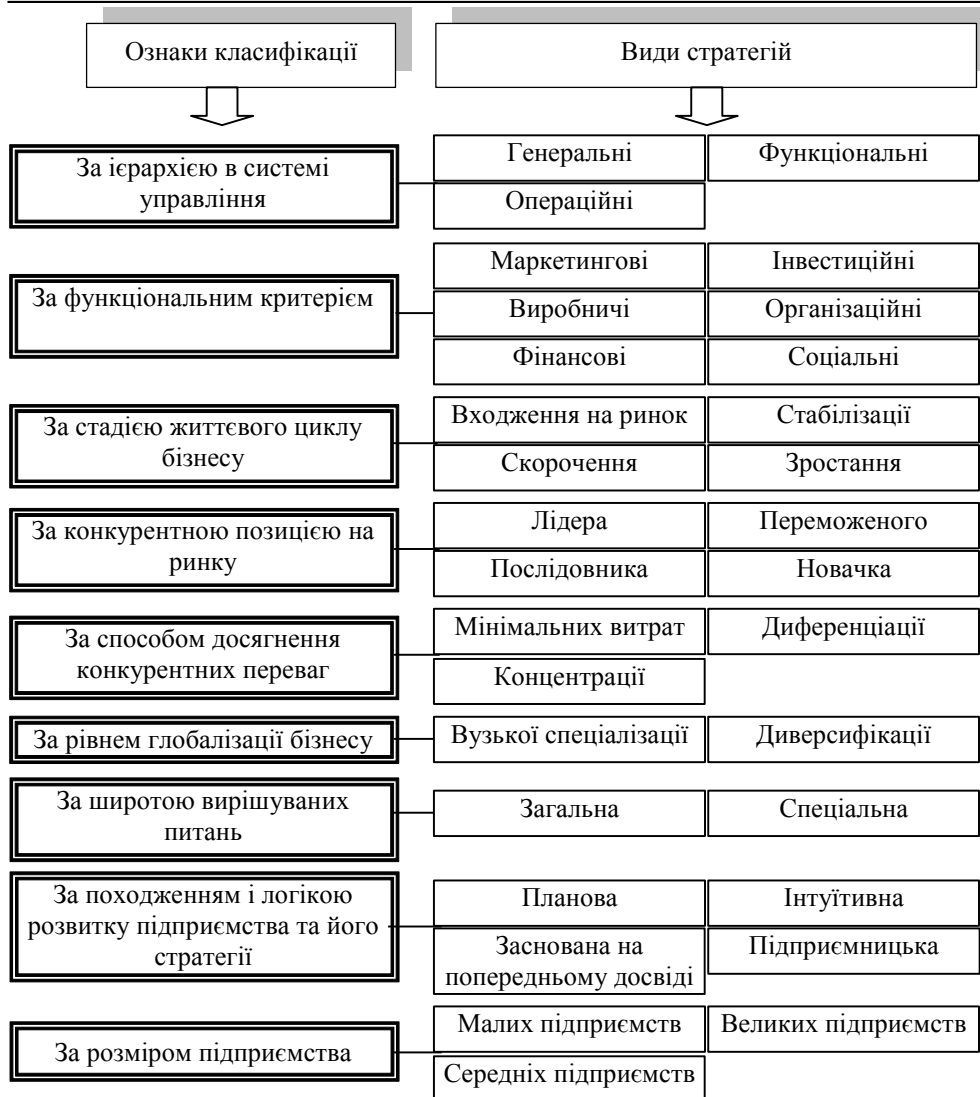 Ознаки класифікації
Види стратегій
За ієрархією в системі
управління
Генеральні
Функціональні
Операційні
За функціональним критерієм
Маркетингові
Інвестиційні
Виробничі
Організаційні
Фінансові
Соціальні
За стадією життєвого циклу
бізнесу
Входження на ринок
Стабілізації
Скорочення
Зростання
За конкурентною позицією на
ринку
Лідера
Переможеного
Послідовника
Новачка
За способом досягнення
конкурентних переваг
Мінімальних витрат
Диференціації
Концентрації
За рівнем глобалізації бізнесу
Вузької спеціалізації
Диверсифікації
За широтою вирішуваних
питань
Загальна
Спеціальна
За походженням і логікою
розвитку підприємства та його
стратегії
Планова
Інтуїтивна
Заснована на
попередньому досвіді
Підприємницька
За розміром підприємства
Малих підприємств
Великих підприємств
Середніх підприємств